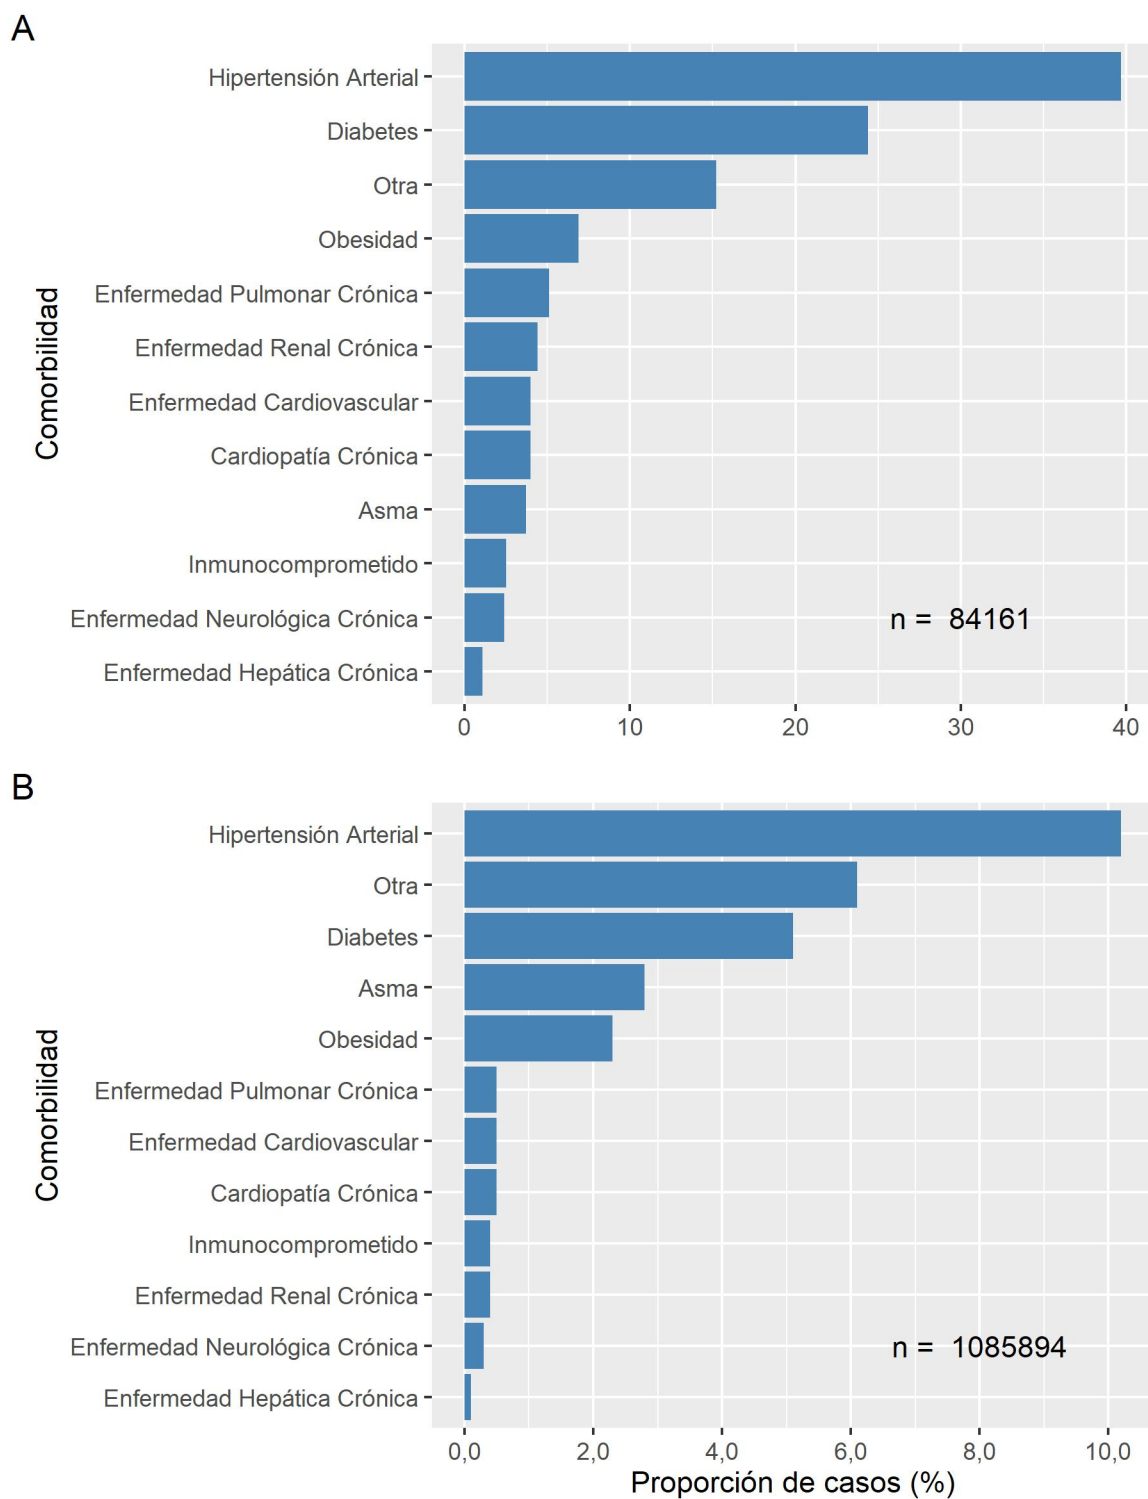 A
Hipertensión Arterial
Diabetes
Otra
Obesidad
Enfermedad Pulmonar Crónica
Enfermedad Renal Crónica
Enfermedad Cardiovascular
Cardiopatía Crónica
Asma
Inmunocomprometido
Enfermedad Neurológica Crónica
Enfermedad Hepática Crónica
Comorbilidad
n = 84161
0 10 20 30 40
B
Hipertensión Arterial
Otra
Diabetes
Asma
Obesidad
Enfermedad Pulmonar Crónica
Enfermedad Cardiovascular
Cardiopatía Crónica
Inmunocomprometido
Enfermedad Renal Crónica
Enfermedad Neurológica Crónica
Enfermedad Hepática Crónica
Comorbilidad
n = 1085894
0,0 2,0 4,0 6,0 8,0 10,0
Proporción de casos (%)